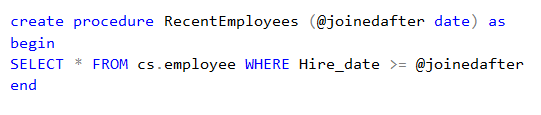 create procedure RecentEmployees (@joinedafter date) as
begin
SELECT * FROM cs.employee WHERE Hire_date >= @joinedafter
end